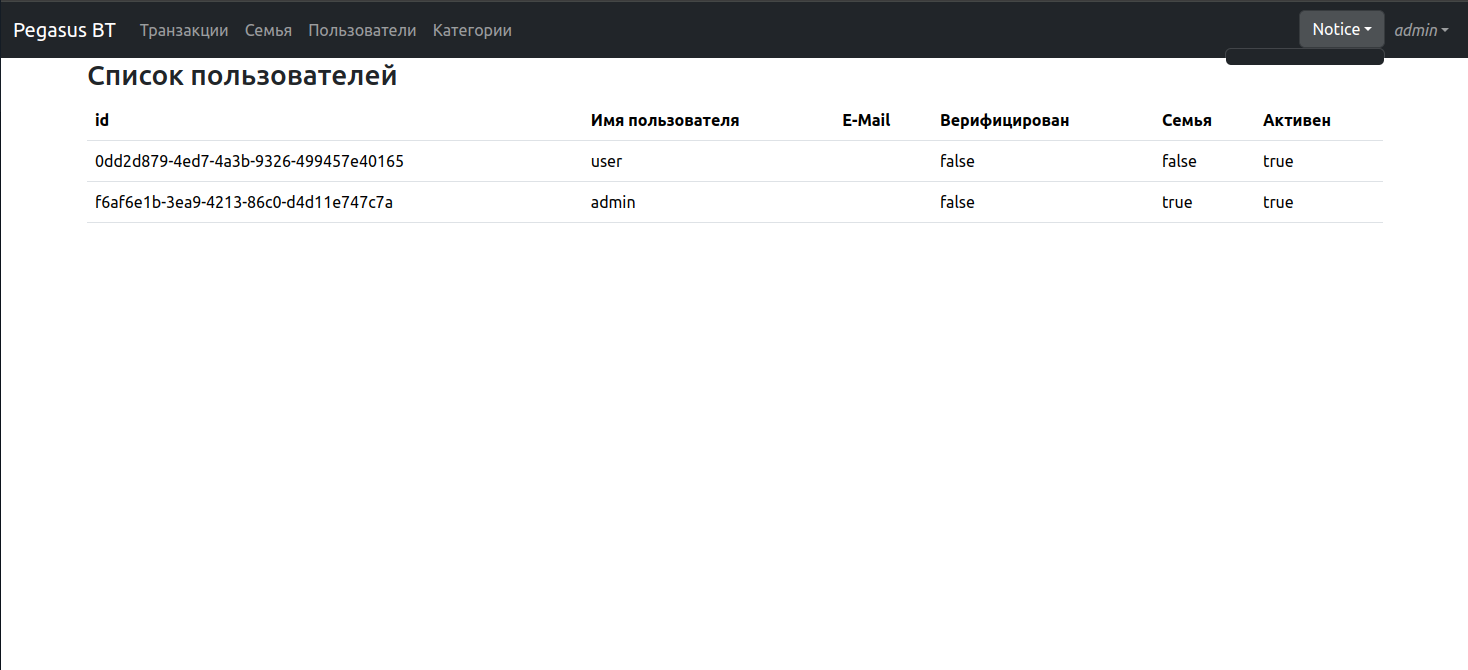 Pegasus BT Транзакции Семья Пользователи Категории Notice admin
Список пользователей
id Имя пользователя E-Mail Верифицирован Семья Активен
0dd2d879-4ed7-4a3b-9326-499457e40165 user false false true
f6af6e1b-3ea9-4213-86c0-d4d11e747c7a admin false true true